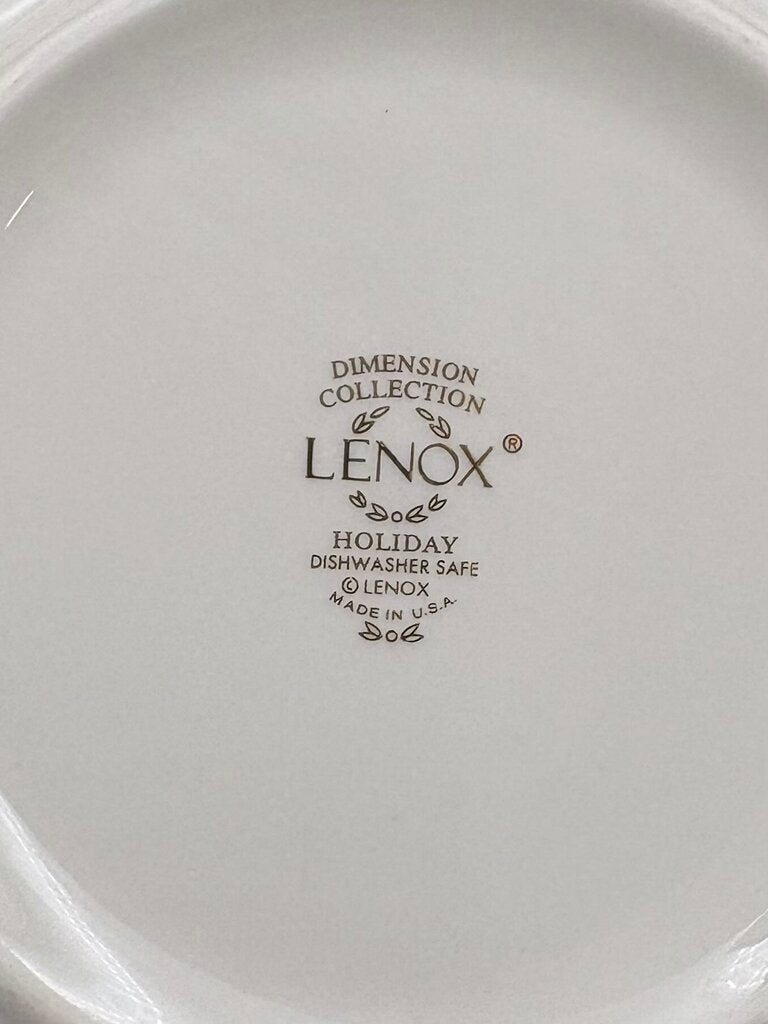 DIMENSION
COLLECTION
LENOX®
HOLIDAY
DISHWASHER SAFE
© LENOX
MADE IN U.S.A.